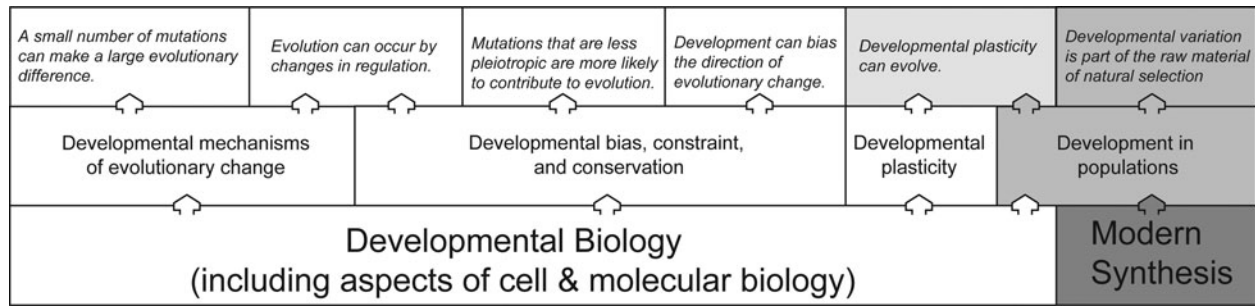 A small number of mutations
can make a large evolutionary
difference.
Evolution can occur by
changes in regulation.
Mutations that are less
pleiotropic are more likely
to contribute to evolution.
Development can bias
the direction of
evolutionary change.
Developmental plasticity
can evolve.
Developmental variation
is part of the raw material
of natural selection
Developmental mechanisms
of evolutionary change
Developmental bias, constraint,
and conservation
Developmental
plasticity
Development in
populations
Developmental Biology
(including aspects of cell & molecular biology)
Modern
Synthesis